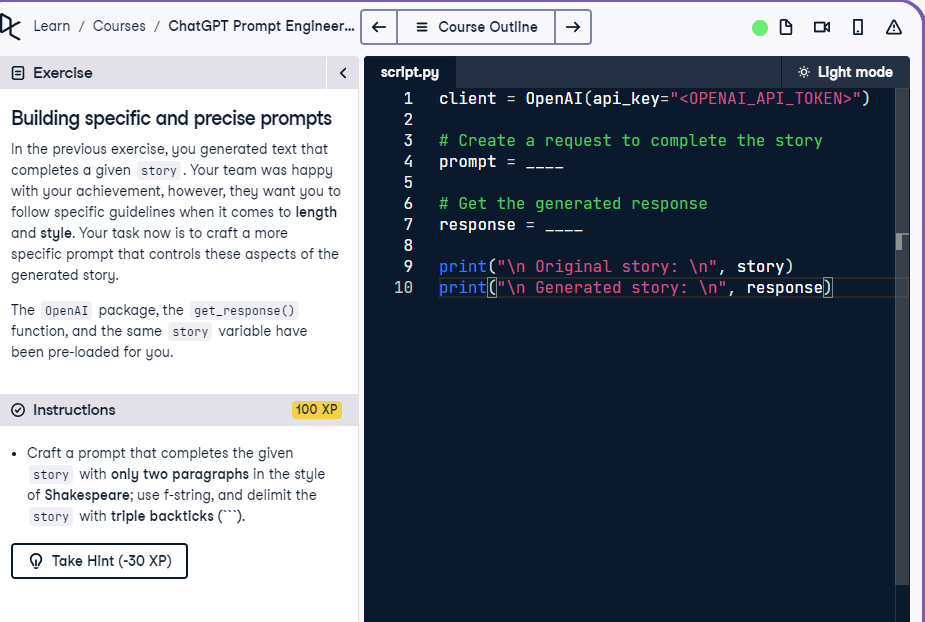 Learn / Courses / ChatGPT Prompt Engineer...
Course Outline
Exercise
Building specific and precise prompts
In the previous exercise, you generated text that
completes a given story. Your team was happy
with your achievement, however, they want you to
follow specific guidelines when it comes to length
and style. Your task now is to craft a more
specific prompt that controls these aspects of the
generated story.
The OpenAI package, the get_response()
function, and the same story variable have
been pre-loaded for you.
Instructions
100 XP
• Craft a prompt that completes the given
story with only two paragraphs in the style
of Shakespeare; use f-string, and delimit the
story with triple backticks (```).
Take Hint (-30 XP)
script.py
Light mode
1 client = OpenAI(api_key="<OPENAI_API_TOKEN>")
2
3 # Create a request to complete the story
4 prompt = ____
5
6 # Get the generated response
7 response = ____
8
9 print("\n Original story: \n", story)
10 print("\n Generated story: \n", response)